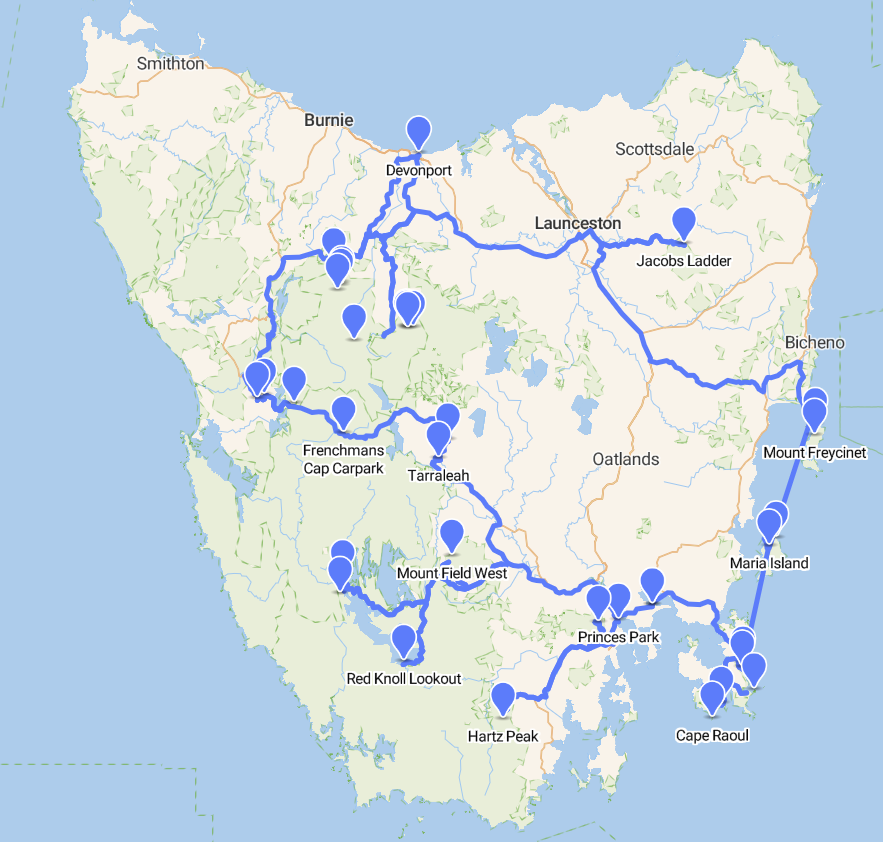 Smithton
Burnie
Devonport
Scottsdale
Launceston
Jacobs Ladder
Bicheno
Frenchmans
Cap Carpark
Mount Freycinet
Oatlands
Tarraleah
Maria Island
Mount Field West
Princes Park
Red Knoll Lookout
Hartz Peak
Cape Raoul